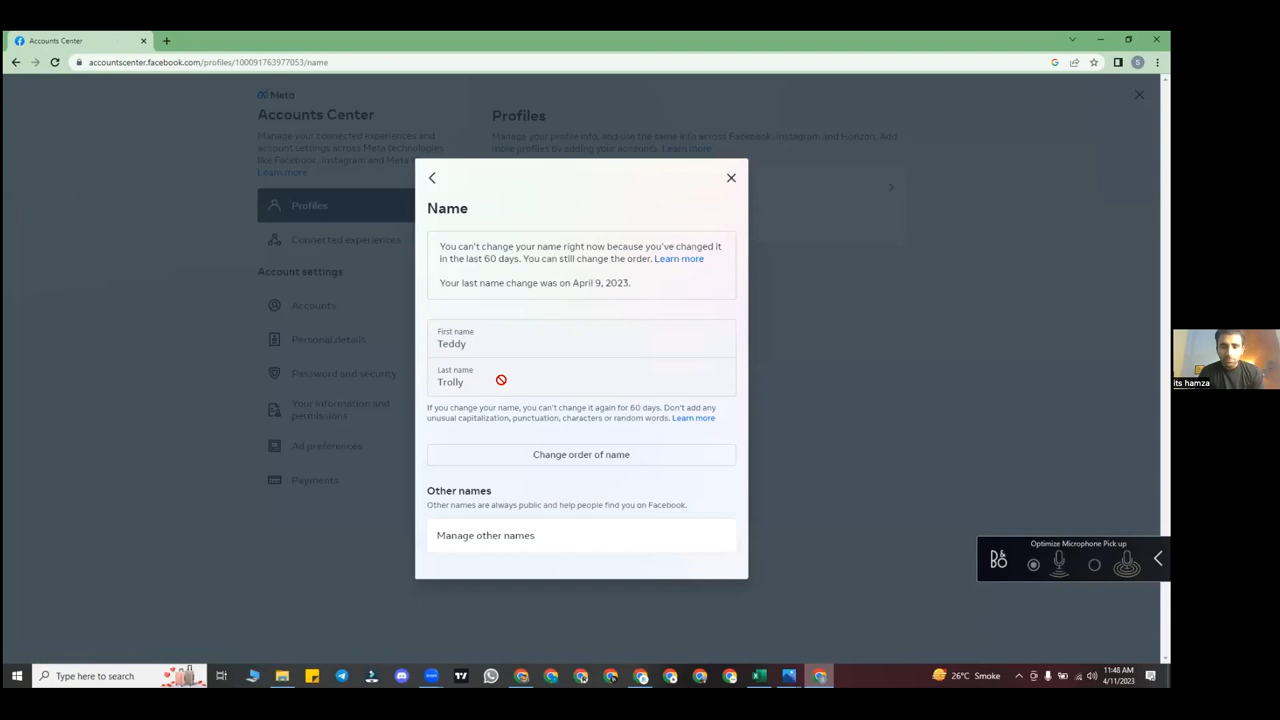 Accounts Center
accountscenter.facebook.com/profiles/100091763977053/name
S
Meta
Accounts Center
Manage your connected experiences and
account settings across Meta technologies
like Facebook, Instagram and Meta
Learn more
Profiles
Connected experiences
Account settings
Accounts
Personal details
Password and security
Your information and
permissions
Ad preferences
Payments
Profiles
Manage your profile info, and use the same info across Facebook, Instagram and Horizon. Add
more profiles by adding your accounts. Learn more
Name
You can't change your name right now because you've changed it
in the last 60 days. You can still change the order. Learn more
Your last name change was on April 9, 2023.
First name
Teddy
Last name
Trolly
If you change your name, you can't change it again for 60 days. Don't add any
unusual capitalization, punctuation, characters or random words. Learn more
Change order of name
Other names
Other names are always public and help people find you on Facebook.
Manage other names
Optimize Microphone Pick up
B&O
its hamza
Type here to search
26°C Smoke
11:48 AM
4/11/2023